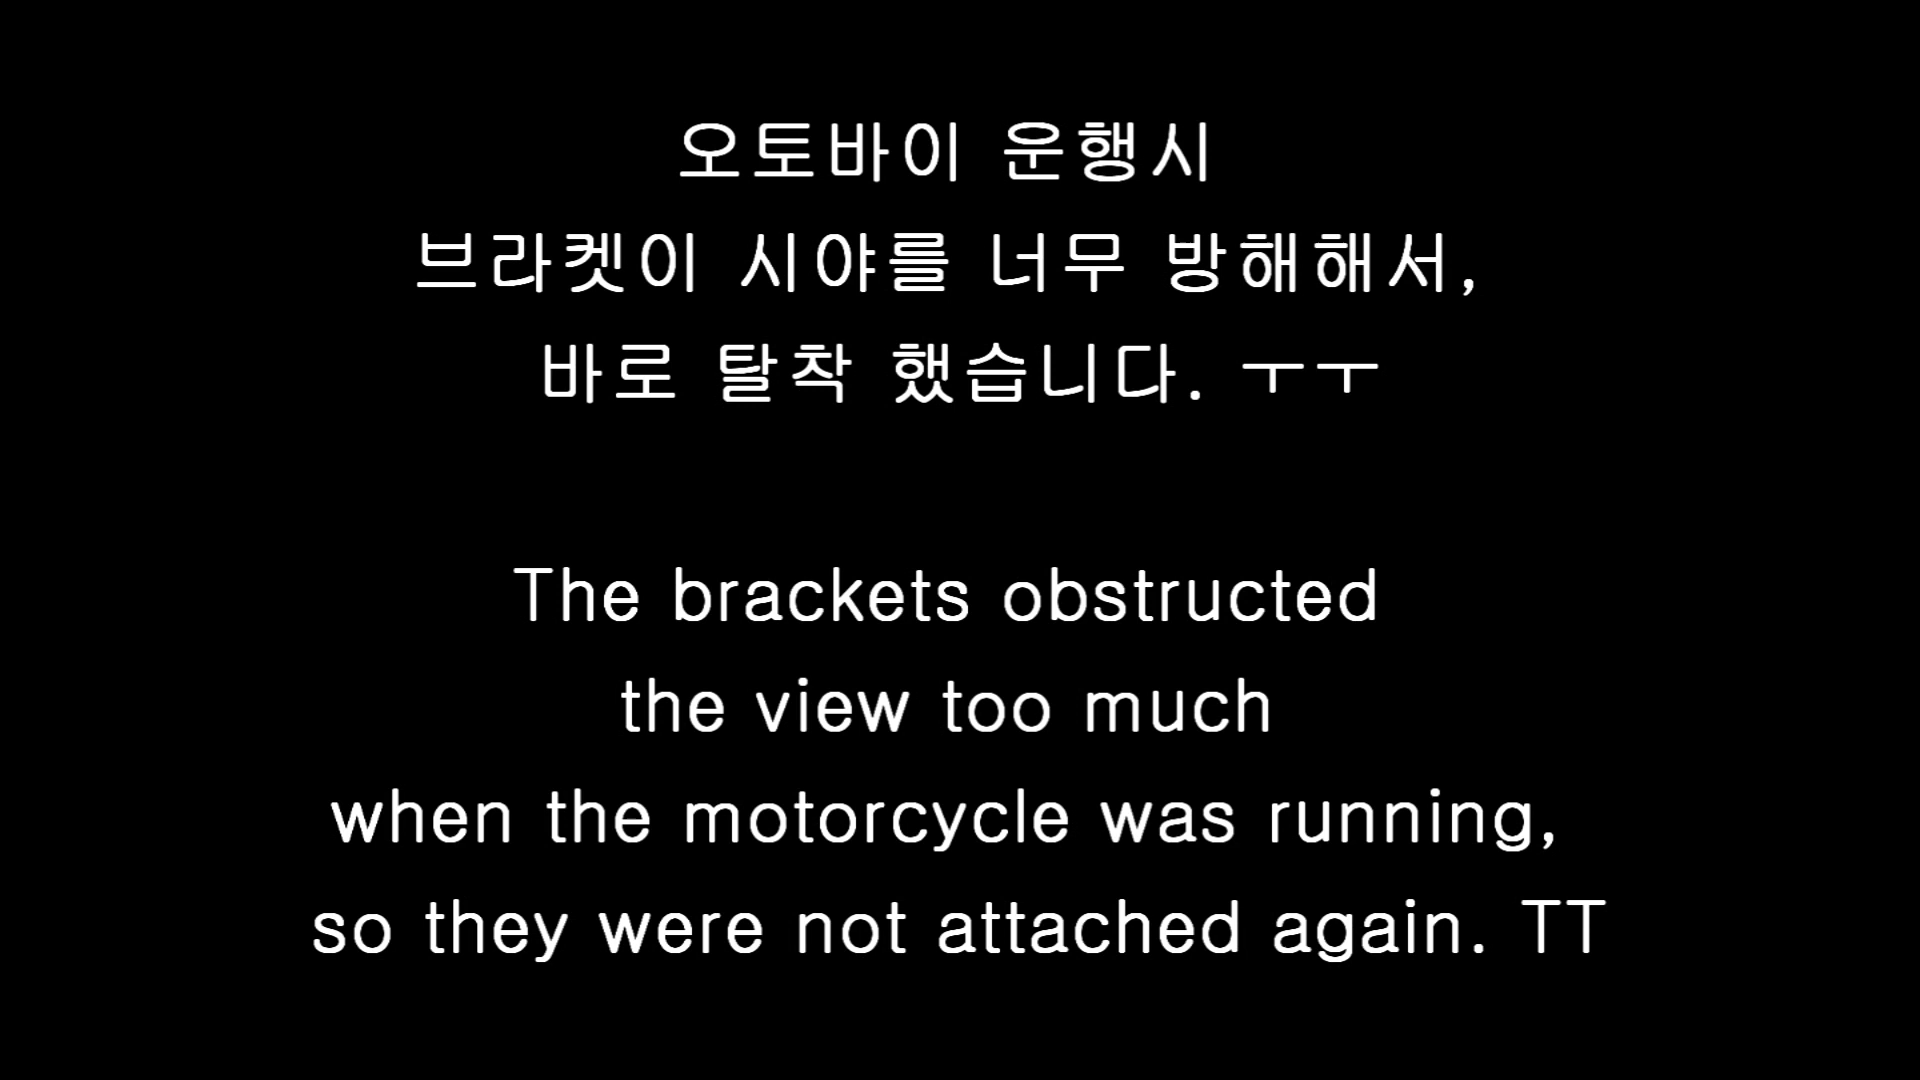 오토바이 운행시
브라켓이 시야를 너무 방해해서,
바로 탈착 했습니다. ㅜㅜ
The brackets obstructed
the view too much
when the motorcycle was running,
so they were not attached again. TT